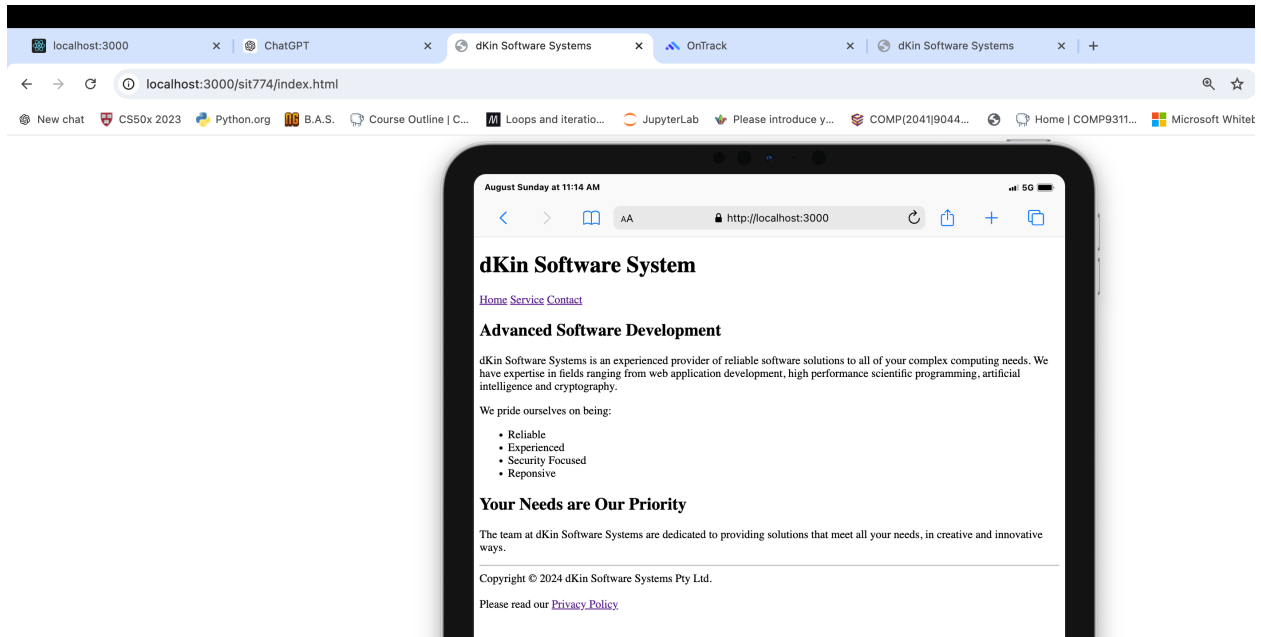 localhost:3000
ChatGPT
dKin Software Systems
OnTrack
dKin Software Systems
localhost:3000/sit774/index.html
New chat
CS50x 2023
Python.org
B.A.S.
Course Outline | C...
Loops and iteratio...
JupyterLab
Please introduce y...
COMP(2041|9044...
Home | COMP9311...
Microsoft Whiteb
August Sunday at 11:14 AM
5G
AA
http://localhost:3000
dKin Software System
Home Service Contact
Advanced Software Development
dKin Software Systems is an experienced provider of reliable software solutions to all of your complex computing needs. We
have expertise in fields ranging from web application development, high performance scientific programming, artificial
intelligence and cryptography.
We pride ourselves on being:
• Reliable
• Experienced
• Security Focused
• Reponsive
Your Needs are Our Priority
The team at dKin Software Systems are dedicated to providing solutions that meet all your needs, in creative and innovative
ways.
Copyright © 2024 dKin Software Systems Pty Ltd.
Please read our Privacy Policy